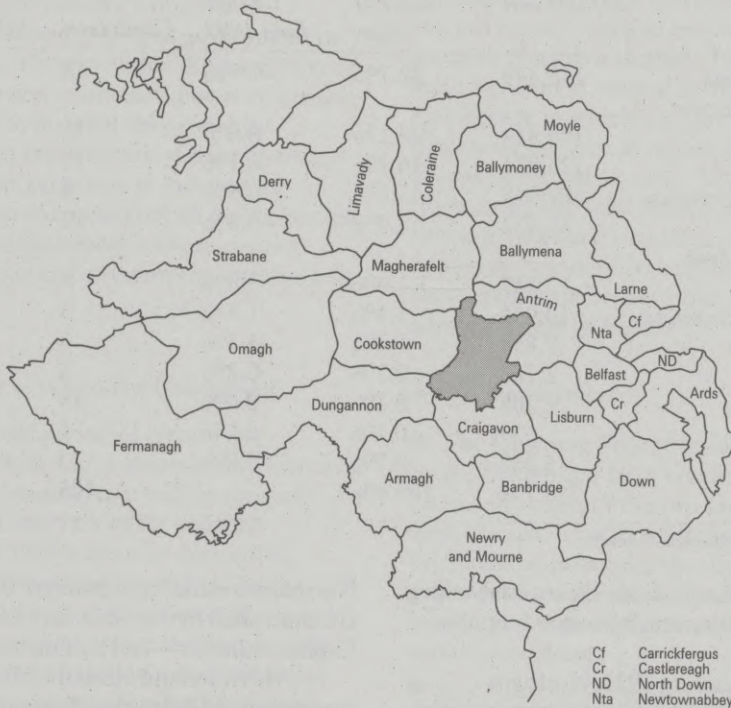 Moyle
Derry
Limavady
Coleraine
Ballymoney
Strabane
Magherafelt
Ballymena
Antrim
Larne
Nta
Cf
Omagh
Cookstown
Belfast
ND
Ards
Cr
Dungannon
Craigavon
Lisburn
Fermanagh
Armagh
Banbridge
Down
Newry
and Mourne
Cf Carrickfergus
Cr Castlereagh
ND North Down
Nta Newtownabbey